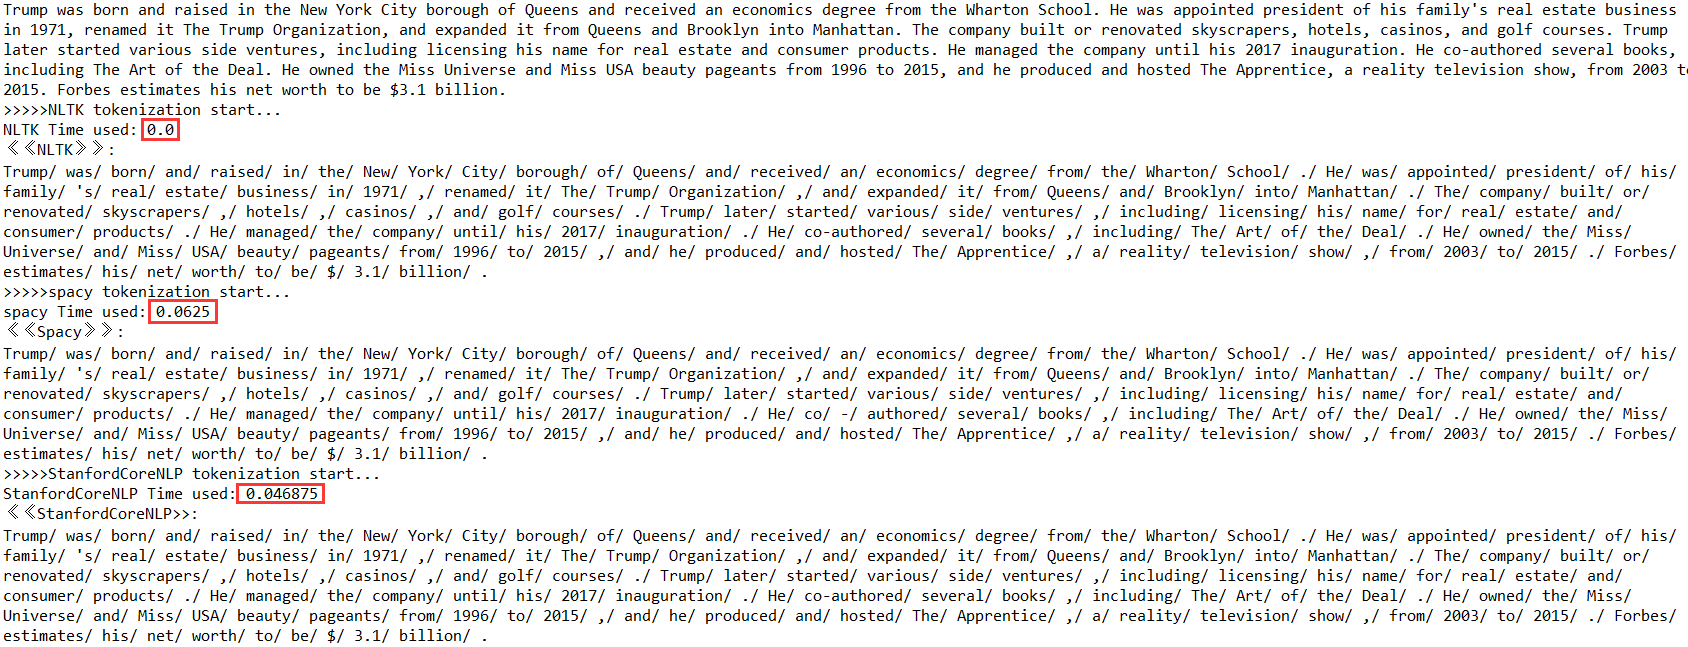 Trump was born and raised in the New York City borough of Queens and received an economics degree from the Wharton School. He was appointed president of his family's real estate business
in 1971, renamed it The Trump Organization, and expanded it from Queens and Brooklyn into Manhattan. The company built or renovated skyscrapers, hotels, casinos, and golf courses. Trump
later started various side ventures, including licensing his name for real estate and consumer products. He managed the company until his 2017 inauguration. He co-authored several books,
including The Art of the Deal. He owned the Miss Universe and Miss USA beauty pageants from 1996 to 2015, and he produced and hosted The Apprentice, a reality television show, from 2003 t
2015. Forbes estimates his net worth to be $3.1 billion.
>>>>>NLTK tokenization start...
NLTK Time used: 0.0
《《NLTK》》:
Trump/ was/ born/ and/ raised/ in/ the/ New/ York/ City/ borough/ of/ Queens/ and/ received/ an/ economics/ degree/ from/ the/ Wharton/ School/ ./ He/ was/ appointed/ president/ of/ his/
family/ 's/ real/ estate/ business/ in/ 1971/ ,/ renamed/ it/ The/ Trump/ Organization/ ,/ and/ expanded/ it/ from/ Queens/ and/ Brooklyn/ into/ Manhattan/ ./ The/ company/ built/ or/
renovated/ skyscrapers/ ,/ hotels/ ,/ casinos/ ,/ and/ golf/ courses/ ./ Trump/ later/ started/ various/ side/ ventures/ ,/ including/ licensing/ his/ name/ for/ real/ estate/ and/
consumer/ products/ ./ He/ managed/ the/ company/ until/ his/ 2017/ inauguration/ ./ He/ co-authored/ several/ books/ ,/ including/ The/ Art/ of/ the/ Deal/ ./ He/ owned/ the/ Miss/
Universe/ and/ Miss/ USA/ beauty/ pageants/ from/ 1996/ to/ 2015/ ,/ and/ he/ produced/ and/ hosted/ The/ Apprentice/ ,/ a/ reality/ television/ show/ ,/ from/ 2003/ to/ 2015/ ./ Forbes/
estimates/ his/ net/ worth/ to/ be/ $/ 3.1/ billion/ .
>>>>>spacy tokenization start...
spacy Time used: 0.0625
《《Spacy》》:
Trump/ was/ born/ and/ raised/ in/ the/ New/ York/ City/ borough/ of/ Queens/ and/ received/ an/ economics/ degree/ from/ the/ Wharton/ School/ ./ He/ was/ appointed/ president/ of/ his/
family/ 's/ real/ estate/ business/ in/ 1971/ ,/ renamed/ it/ The/ Trump/ Organization/ ,/ and/ expanded/ it/ from/ Queens/ and/ Brooklyn/ into/ Manhattan/ ./ The/ company/ built/ or/
renovated/ skyscrapers/ ,/ hotels/ ,/ casinos/ ,/ and/ golf/ courses/ ./ Trump/ later/ started/ various/ side/ ventures/ ,/ including/ licensing/ his/ name/ for/ real/ estate/ and/
consumer/ products/ ./ He/ managed/ the/ company/ until/ his/ 2017/ inauguration/ ./ He/ co/ -/ authored/ several/ books/ ,/ including/ The/ Art/ of/ the/ Deal/ ./ He/ owned/ the/ Miss/
Universe/ and/ Miss/ USA/ beauty/ pageants/ from/ 1996/ to/ 2015/ ,/ and/ he/ produced/ and/ hosted/ The/ Apprentice/ ,/ a/ reality/ television/ show/ ,/ from/ 2003/ to/ 2015/ ./ Forbes/
estimates/ his/ net/ worth/ to/ be/ $/ 3.1/ billion/ .
>>>>>StanfordCoreNLP tokenization start...
StanfordCoreNLP Time used: 0.046875
《《StanfordCoreNLP>>:
Trump/ was/ born/ and/ raised/ in/ the/ New/ York/ City/ borough/ of/ Queens/ and/ received/ an/ economics/ degree/ from/ the/ Wharton/ School/ ./ He/ was/ appointed/ president/ of/ his/
family/ 's/ real/ estate/ business/ in/ 1971/ ,/ renamed/ it/ The/ Trump/ Organization/ ,/ and/ expanded/ it/ from/ Queens/ and/ Brooklyn/ into/ Manhattan/ ./ The/ company/ built/ or/
renovated/ skyscrapers/ ,/ hotels/ ,/ casinos/ ,/ and/ golf/ courses/ ./ Trump/ later/ started/ various/ side/ ventures/ ,/ including/ licensing/ his/ name/ for/ real/ estate/ and/
consumer/ products/ ./ He/ managed/ the/ company/ until/ his/ 2017/ inauguration/ ./ He/ co-authored/ several/ books/ ,/ including/ The/ Art/ of/ the/ Deal/ ./ He/ owned/ the/ Miss/
Universe/ and/ Miss/ USA/ beauty/ pageants/ from/ 1996/ to/ 2015/ ,/ and/ he/ produced/ and/ hosted/ The/ Apprentice/ ,/ a/ reality/ television/ show/ ,/ from/ 2003/ to/ 2015/ ./ Forbes/
estimates/ his/ net/ worth/ to/ be/ $/ 3.1/ billion/ .